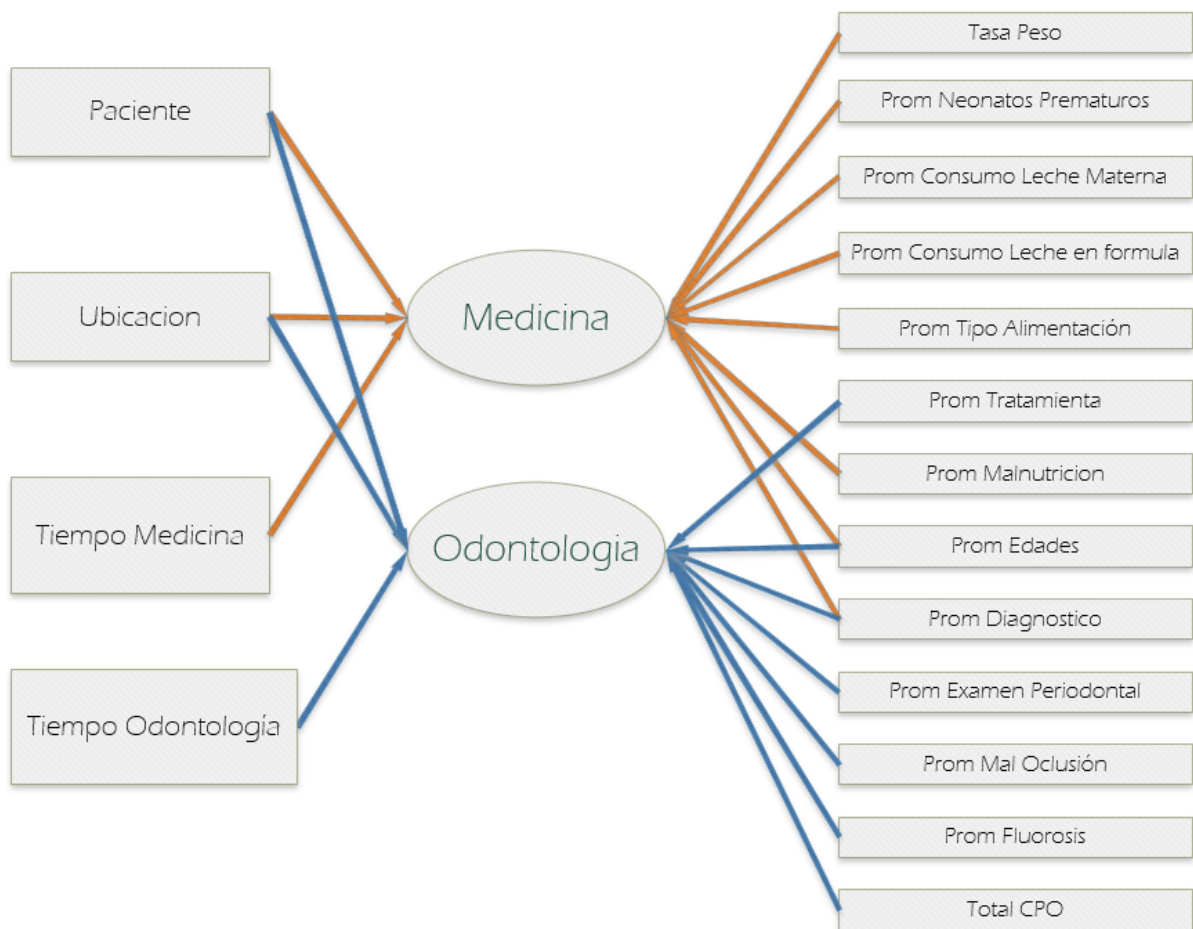 Paciente
Ubicacion
Tiempo Medicina
Tiempo Odontología
Medicina
Odontologia
Tasa Peso
Prom Neonatos Prematuros
Prom Consumo Leche Materna
Prom Consumo Leche en formula
Prom Tipo Alimentación
Prom Tratamienta
Prom Malnutricion
Prom Edades
Prom Diagnostico
Prom Examen Periodontal
Prom Mal Oclusión
Prom Fluorosis
Total CPO